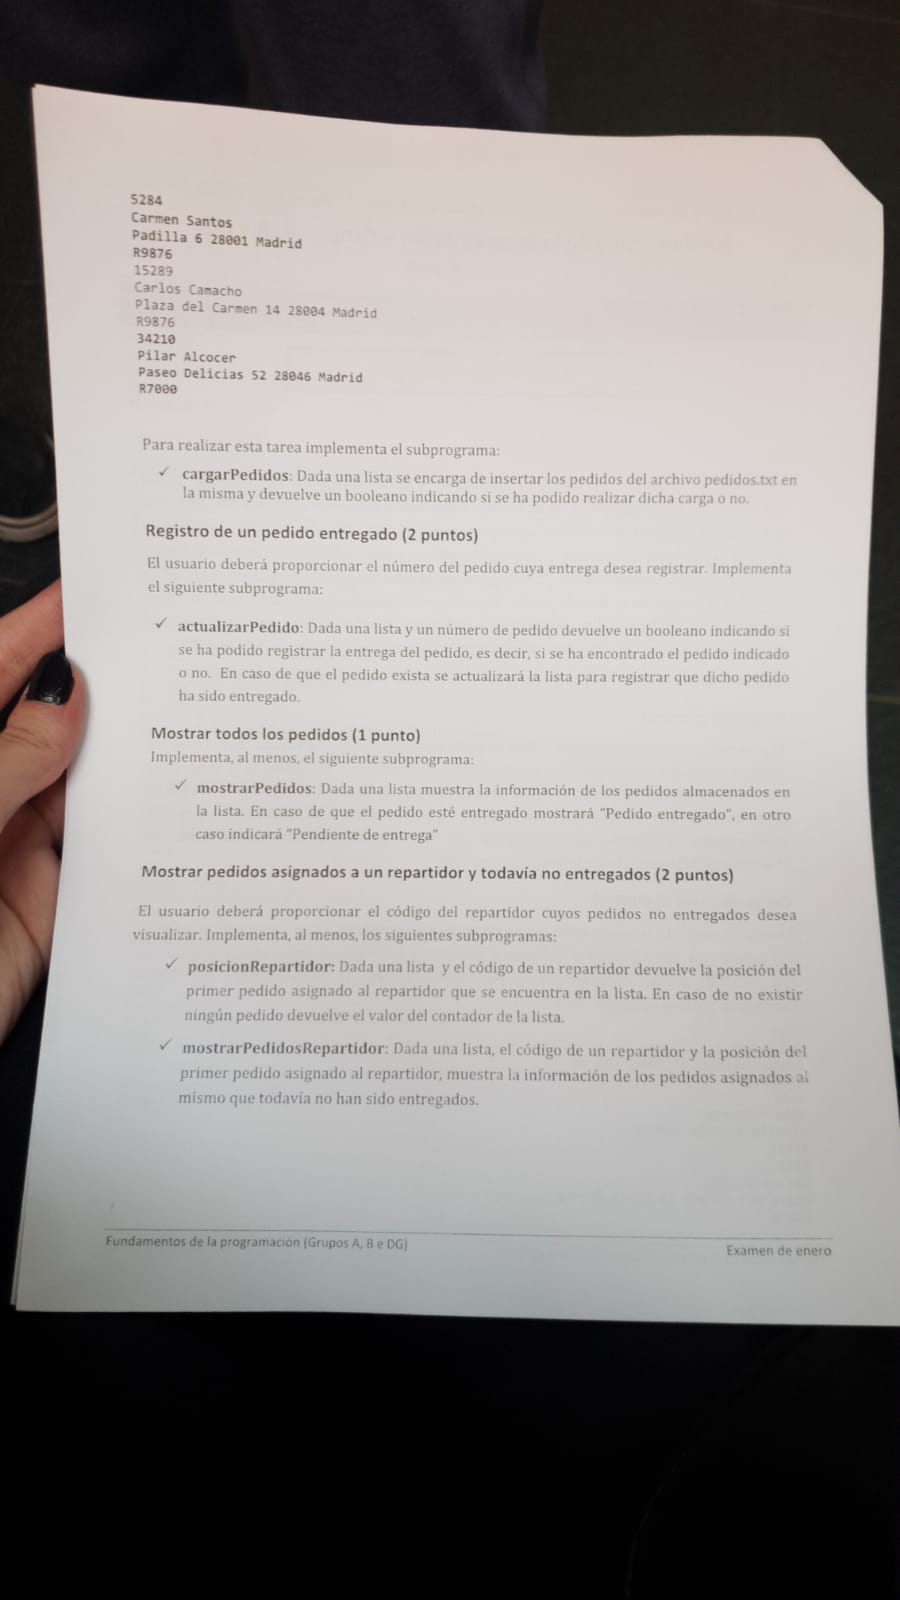 5284
Carmen Santos
Padilla 6 28001 Madrid
R9876
15289
Carlos Camacho
Plaza del Carmen 14 28004 Madrid
R9876
34210
Pilar Alcocer
Paseo Delicias 52 28046 Madrid
R7000
Para realizar esta tarea implementa el subprograma:
✓ cargarPedidos: Dada una lista se encarga de insertar los pedidos del archivo pedidos.txt en
la misma y devuelve un booleano indicando si se ha podido realizar dicha carga o no.
Registro de un pedido entregado (2 puntos)
El usuario deberá proporcionar el número del pedido cuya entrega desea registrar. Implementa
el siguiente subprograma:
✓ actualizarPedido: Dada una lista y un número de pedido devuelve un booleano indicando si
se ha podido registrar la entrega del pedido, es decir, si se ha encontrado el pedido indicado
o no. En caso de que el pedido exista se actualizará la lista para registrar que dicho pedido
ha sido entregado.
Mostrar todos los pedidos (1 punto)
Implementa, al menos, el siguiente subprograma:
✓ mostrarPedidos: Dada una lista muestra la información de los pedidos almacenados en
la lista. En caso de que el pedido esté entregado mostrará “Pedido entregado”, en otro
caso indicará “Pendiente de entrega”
Mostrar pedidos asignados a un repartidor y todavía no entregados (2 puntos)
El usuario deberá proporcionar el código del repartidor cuyos pedidos no entregados desea
visualizar. Implementa, al menos, los siguientes subprogramas:
✓ posicionRepartidor: Dada una lista y el código de un repartidor devuelve la posición del
primer pedido asignado al repartidor que se encuentra en la lista. En caso de no existir
ningún pedido devuelve el valor del contador de la lista.
✓ mostrarPedidosRepartidor: Dada una lista, el código de un repartidor y la posición del
primer pedido asignado al repartidor, muestra la información de los pedidos asignados al
mismo que todavía no han sido entregados.
Fundamentos de la programación (Grupos A, B e DG)
Examen de enero